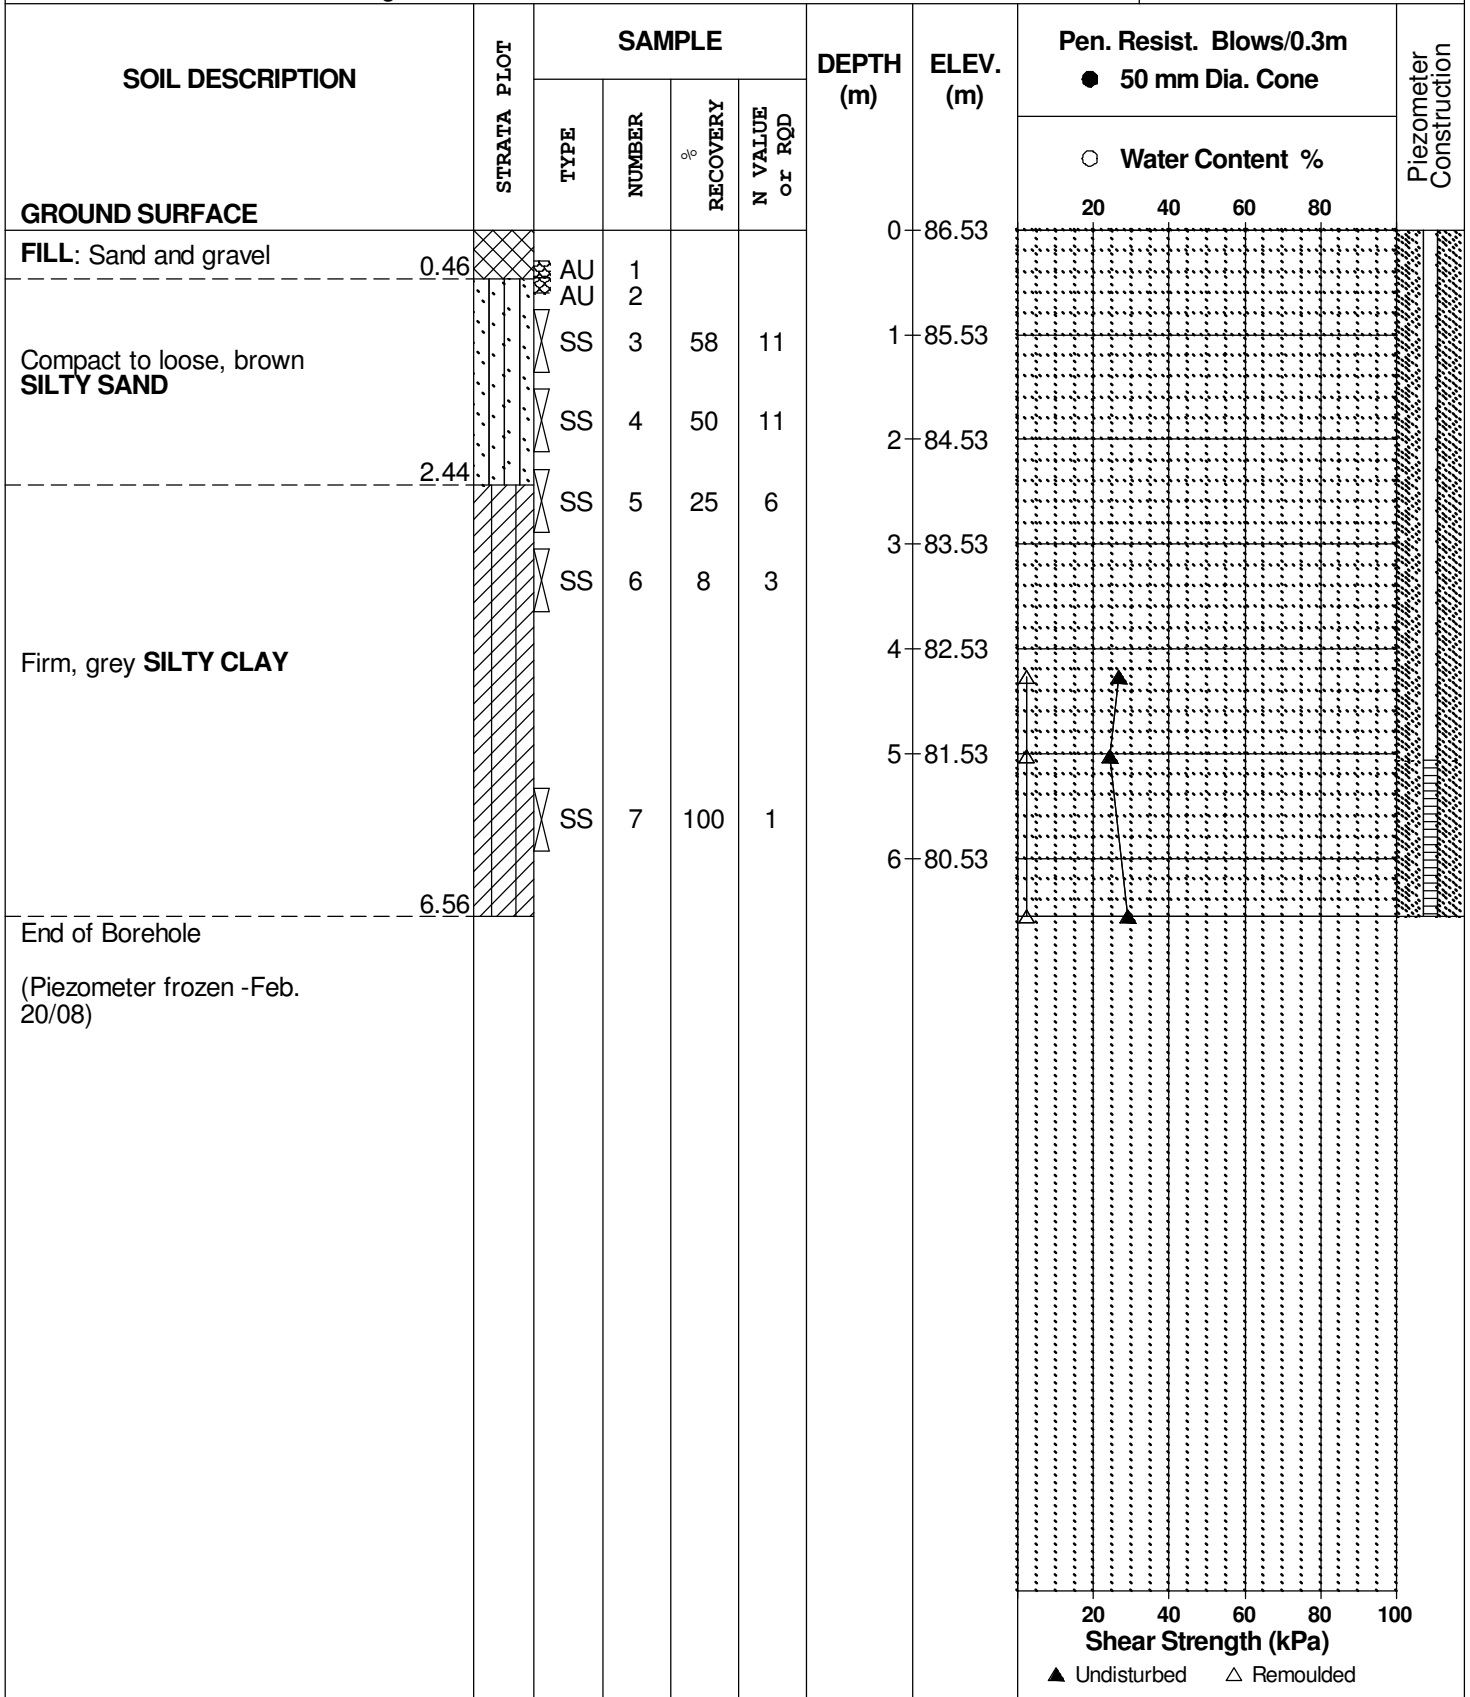 SOIL DESCRIPTION
STRATA PLOT
SAMPLE
TYPE
NUMBER
% RECOVERY
N VALUE or RQD
DEPTH (m)
ELEV. (m)
Pen. Resist. Blows/0.3m
● 50 mm Dia. Cone
○ Water Content %
20 40 60 80
Piezometer Construction
GROUND SURFACE
0 86.53
FILL: Sand and gravel
0.46
AU 1
AU 2
SS 3 58 11
1 85.53
Compact to loose, brown
SILTY SAND
SS 4 50 11
2 84.53
2.44
SS 5 25 6
3 83.53
SS 6 8 3
4 82.53
Firm, grey SILTY CLAY
5 81.53
SS 7 100 1
6 80.53
6.56
End of Borehole
(Piezometer frozen -Feb.
20/08)
20 40 60 80 100
Shear Strength (kPa)
▲ Undisturbed △ Remoulded